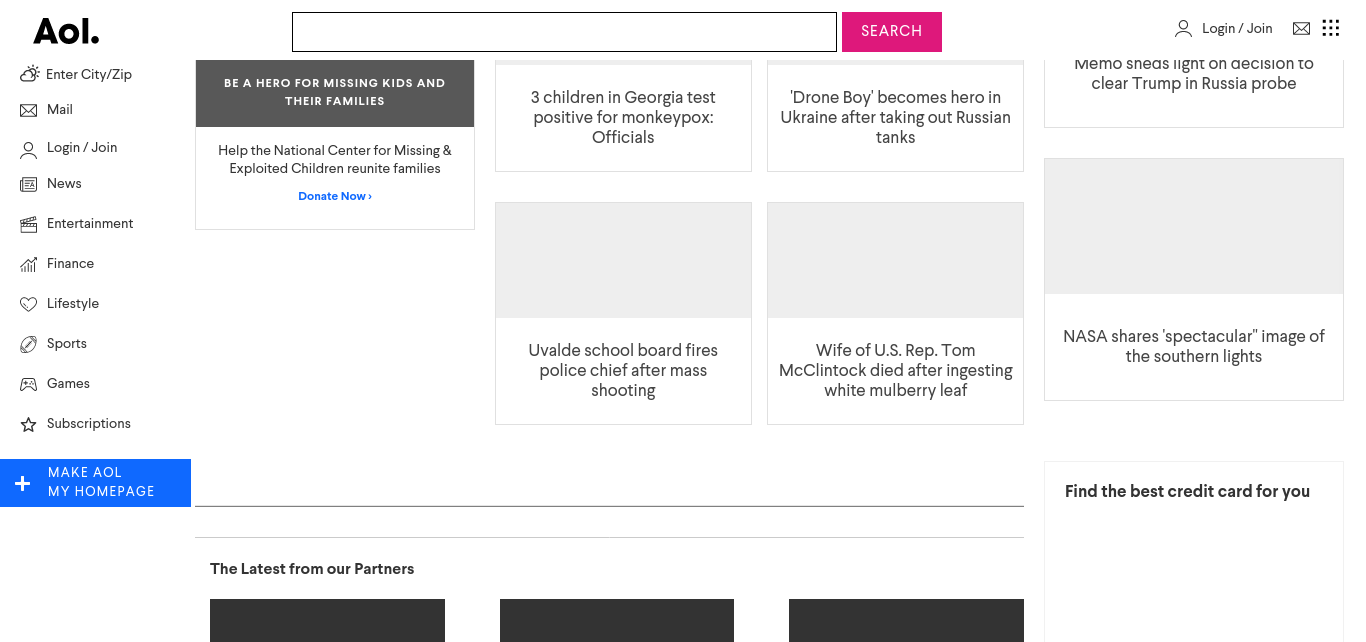 Aol.
SEARCH
Login / Join
Enter City/Zip
Mail
Login / Join
News
Entertainment
Finance
Lifestyle
Sports
Games
Subscriptions
MAKE AOL
MY HOMEPAGE
BE A HERO FOR MISSING KIDS AND
THEIR FAMILIES
Help the National Center for Missing &
Exploited Children reunite families
Donate Now ›
3 children in Georgia test
positive for monkeypox:
Officials
'Drone Boy' becomes hero in
Ukraine after taking out Russian
tanks
Uvalde school board fires
police chief after mass
shooting
Wife of U.S. Rep. Tom
McClintock died after ingesting
white mulberry leaf
Memo sheds light on decision to
clear Trump in Russia probe
NASA shares 'spectacular" image of
the southern lights
Find the best credit card for you
The Latest from our Partners